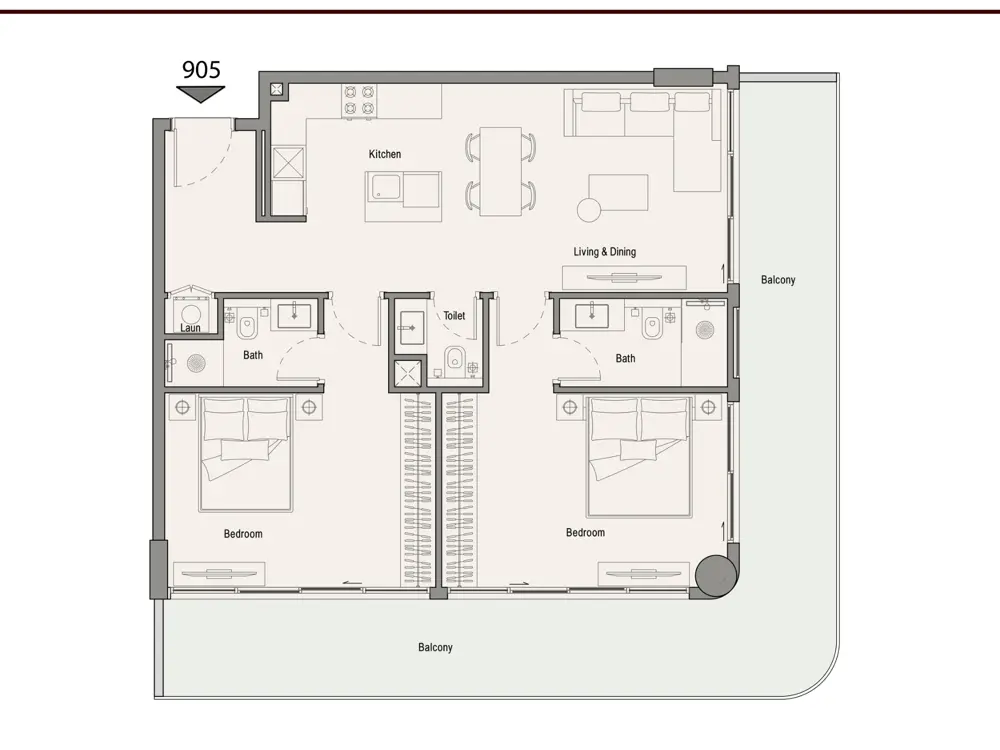 905
Kitchen
Living & Dining
Balcony
Laun
Toilet
Bath
Bath
Bedroom
Bedroom
Balcony